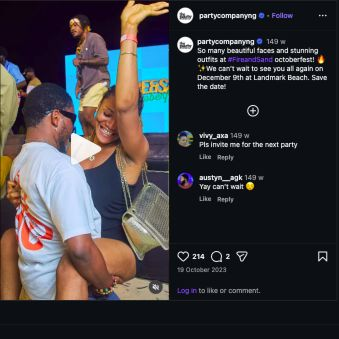 partycompanyng • Follow
partycompanyng 149 w
So many beautiful faces and stunning
outfits at #FireandSand octoberfest! 🔥
✨We can't wait to see you all again on
December 9th at Landmark Beach. Save
the date!
vivy_axa 149 w
Pls invite me for the next party
Like Reply
austyn__agk 149 w
Yay can't wait 😏
Like Reply
214 2
19 October 2023
Log in to like or comment.